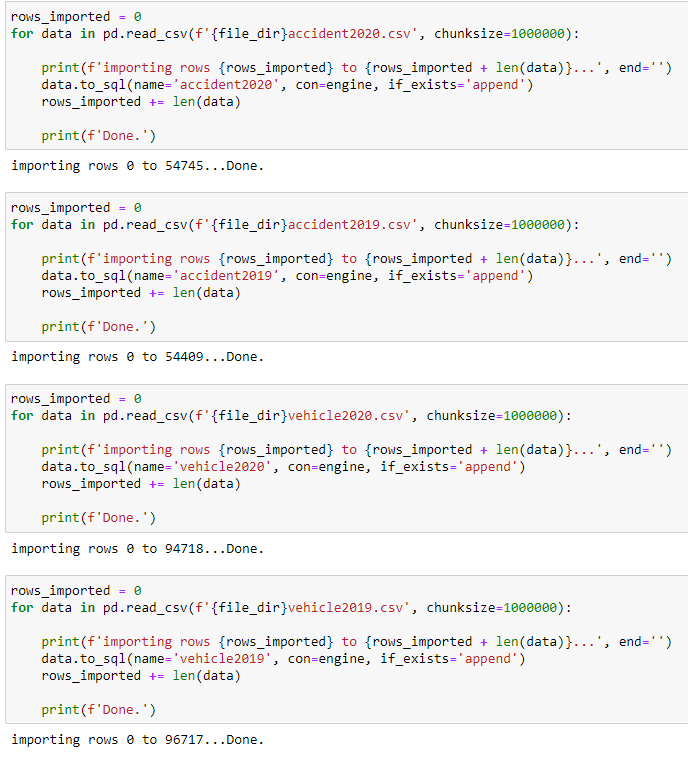 rows_imported = 0
for data in pd.read_csv(f'{file_dir}accident2020.csv', chunksize=1000000):
    print(f'importing rows {rows_imported} to {rows_imported + len(data)}...', end='')
    data.to_sql(name='accident2020', con=engine, if_exists='append')
    rows_imported += len(data)
    print(f'Done.')
importing rows 0 to 54745...Done.
rows_imported = 0
for data in pd.read_csv(f'{file_dir}accident2019.csv', chunksize=1000000):
    print(f'importing rows {rows_imported} to {rows_imported + len(data)}...', end='')
    data.to_sql(name='accident2019', con=engine, if_exists='append')
    rows_imported += len(data)
    print(f'Done.')
importing rows 0 to 54409...Done.
rows_imported = 0
for data in pd.read_csv(f'{file_dir}vehicle2020.csv', chunksize=1000000):
    print(f'importing rows {rows_imported} to {rows_imported + len(data)}...', end='')
    data.to_sql(name='vehicle2020', con=engine, if_exists='append')
    rows_imported += len(data)
    print(f'Done.')
importing rows 0 to 94718...Done.
rows_imported = 0
for data in pd.read_csv(f'{file_dir}vehicle2019.csv', chunksize=1000000):
    print(f'importing rows {rows_imported} to {rows_imported + len(data)}...', end='')
    data.to_sql(name='vehicle2019', con=engine, if_exists='append')
    rows_imported += len(data)
    print(f'Done.')
importing rows 0 to 96717...Done.